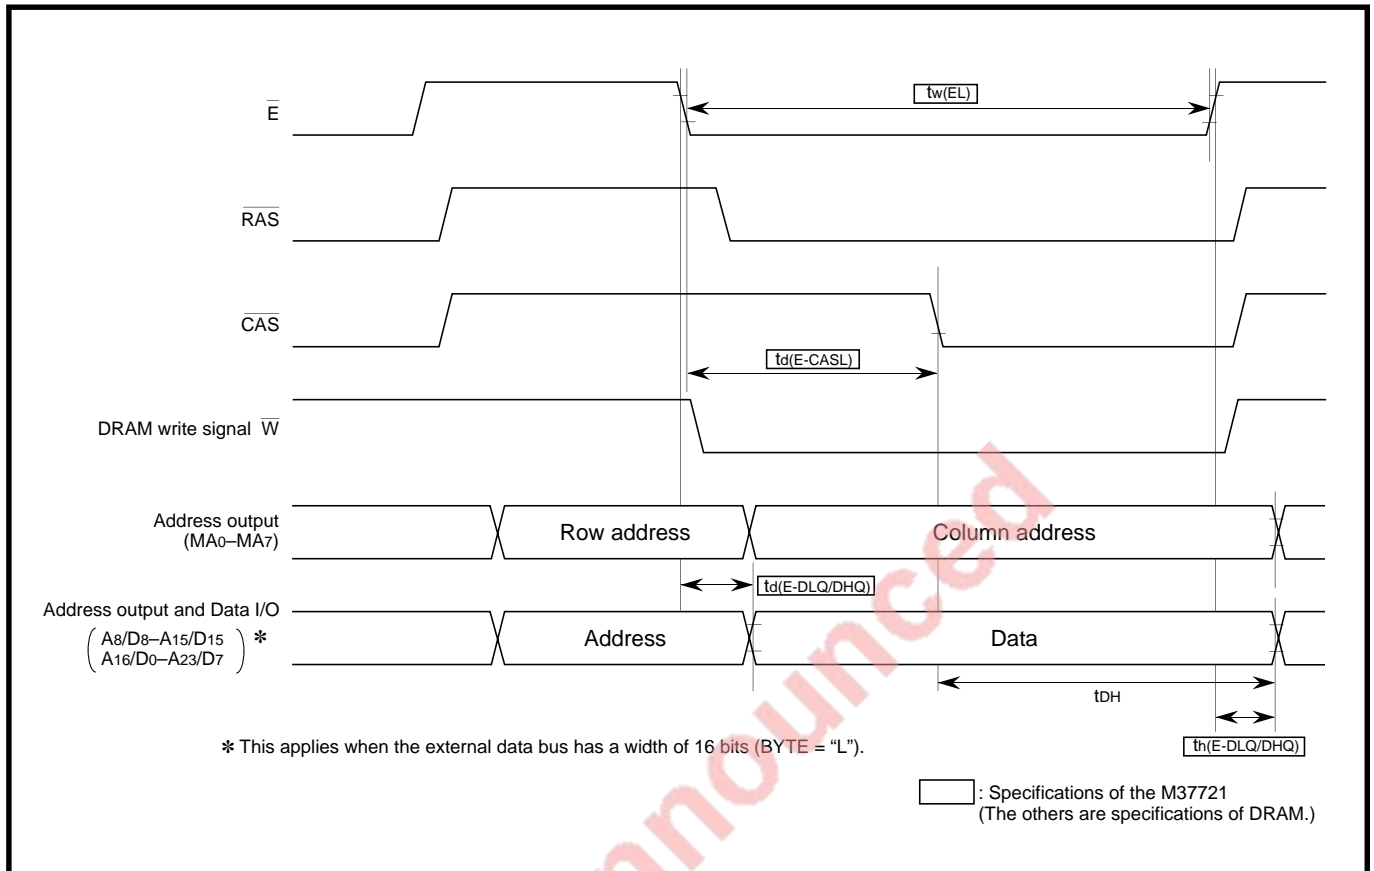 E
tw(EL)
RAS
CAS
td(E-CASL)
DRAM write signal W
Address output
(MA0–MA7)
Row address
Column address
td(E-DLQ/DHQ)
Address output and Data I/O
A8/D8–A15/D15
A16/D0–A23/D7
✻
Address
Data
tDH
th(E-DLQ/DHQ)
✻ This applies when the external data bus has a width of 16 bits (BYTE = “L”).
: Specifications of the M37721
(The others are specifications of DRAM.)
nnounced